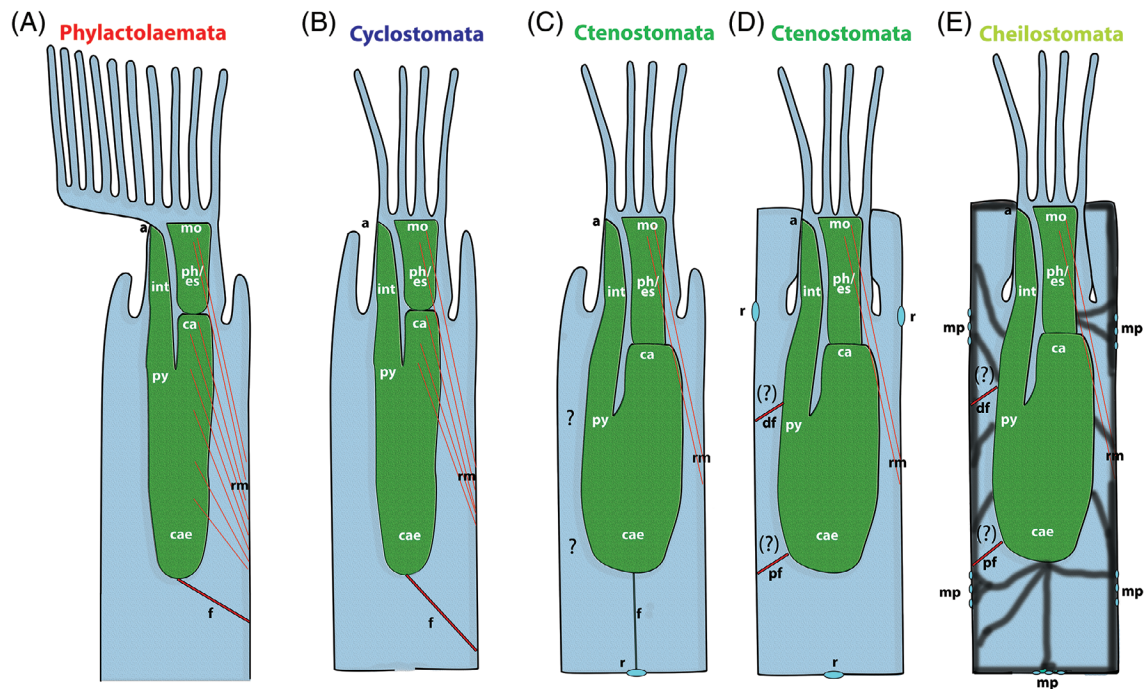 (A) Phylactolaemata
(B) Cyclostomata
(C) Ctenostomata
(D) Ctenostomata
(E) Cheilostomata
a
mo
ph/
es
int
ca
py
rm
cae
f
a
mo
ph/
es
int
ca
py
rm
cae
f
a
mo
ph/
es
int
ca
?
py
rm
cae
?
f
r
a
mo
ph/
es
int
r
r
ca
(?)
df
py
rm
cae
(?)
pf
r
a
mo
ph/
es
int
mp
mp
ca
(?)
df
py
rm
cae
(?)
pf
mp
mp
mp